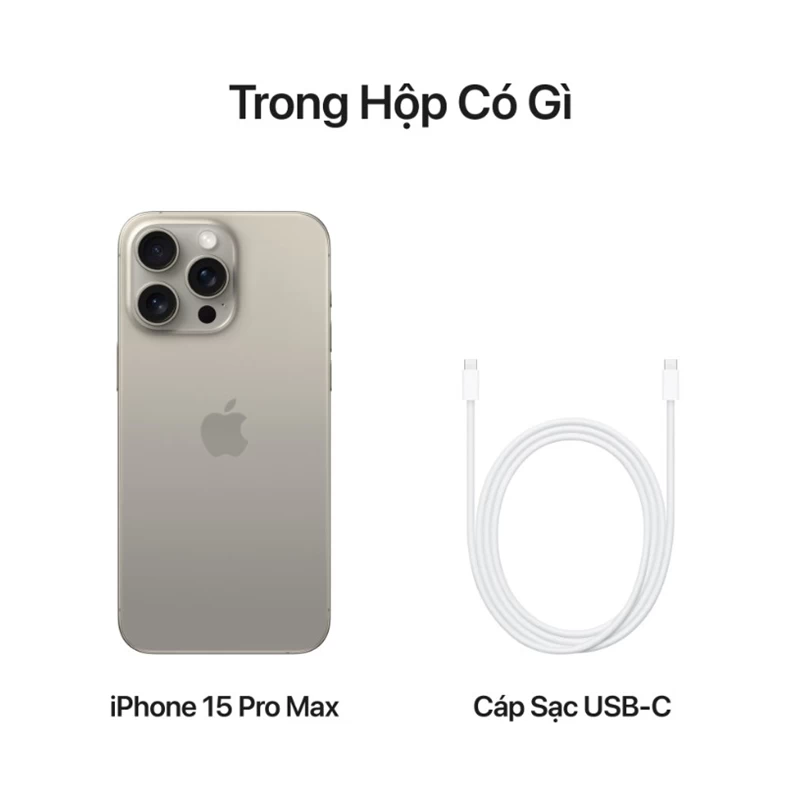 Trong Hộp Có Gì
iPhone 15 Pro Max
Cáp Sạc USB-C